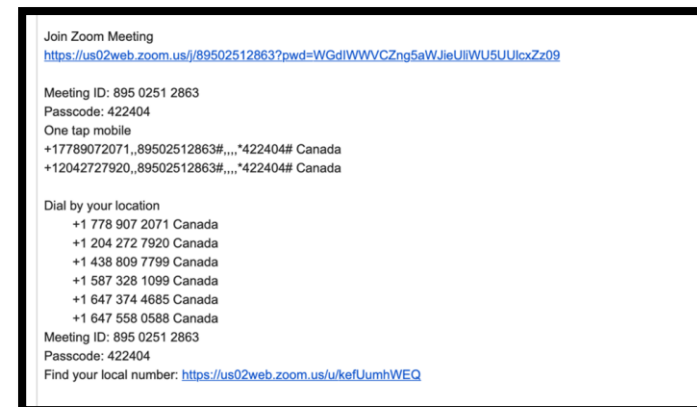 Join Zoom Meeting
https://us02web.zoom.us/j/89502512863?pwd=WGdIWWVCZng5aWJieUliWU5UUlcxZz09
Meeting ID: 895 0251 2863
Passcode: 422404
One tap mobile
+17789072071,,89502512863#,,,,*422404# Canada
+12042727920,,89502512863#,,,,*422404# Canada
Dial by your location
+1 778 907 2071 Canada
+1 204 272 7920 Canada
+1 438 809 7799 Canada
+1 587 328 1099 Canada
+1 647 374 4685 Canada
+1 647 558 0588 Canada
Meeting ID: 895 0251 2863
Passcode: 422404
Find your local number: https://us02web.zoom.us/u/kefUumhWEQ